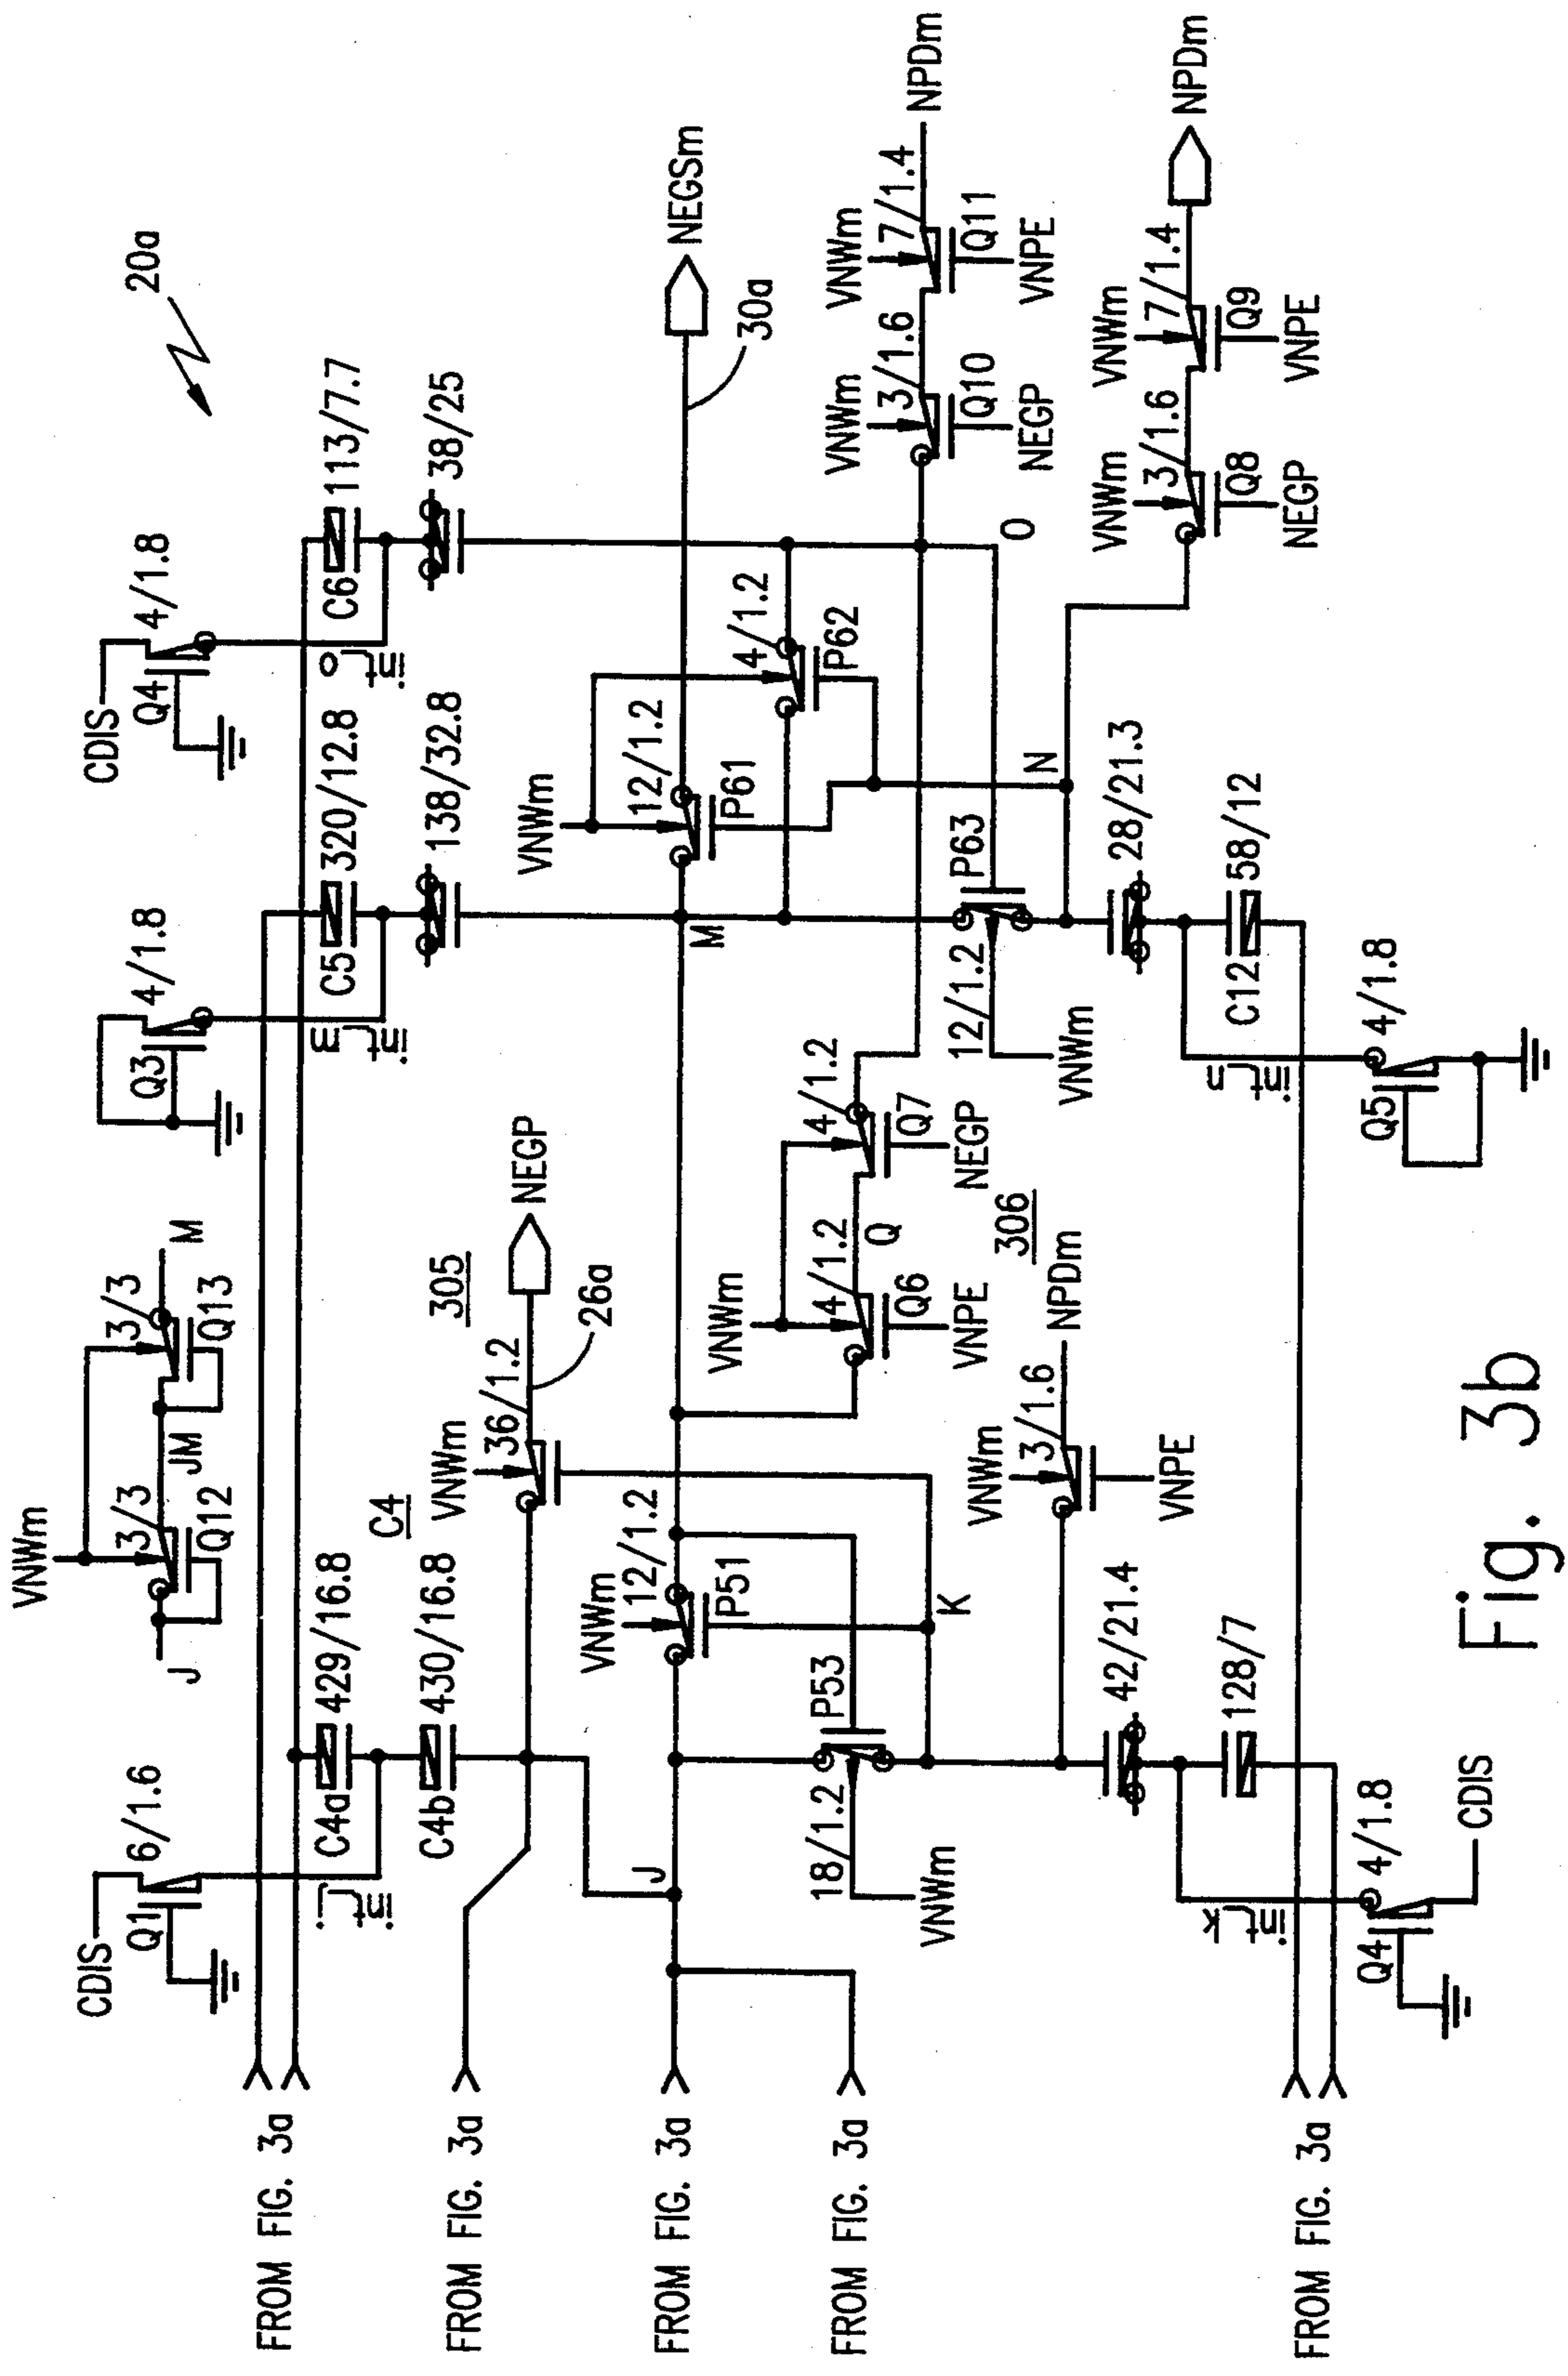 20a
VNWm
J
3/3
Q12
JM
3/3
Q13
M
CDIS
Q1
6/1.6
int_j
C4a
429/16.8
C4b
430/16.8
C4
Q3
4/1.8
int_m
C5
320/12.8
138/32.8
CDIS
Q4
4/1.8
int_o
C6
113/7.7
38/25
FROM FIG. 3a
FROM FIG. 3a
VNWm
36/1.2
305
26a
NEGP
VNWm
12/1.2
P61
NEGSm
30a
FROM FIG. 3a
J
VNWm
12/1.2
P51
M
4/1.2
P62
FROM FIG. 3a
P53
18/1.2
VNWm
K
VNWm
4/1.2
Q6
VNPE
Q
4/1.2
Q7
NEGP
VNWm
3/1.6
Q10
NEGP
VNWm
7/1.4
Q11
VNPE
NPDm
306
VNWm
3/1.6
NPDm
VNPE
P63
12/1.2
VNWm
N
O
VNWm
3/1.6
Q8
NEGP
VNWm
7/1.4
Q9
VNPE
NPDm
42/21.4
128/7
int_k
28/21.3
C12
58/12
int_n
FROM FIG. 3a
Q4
4/1.8
CDIS
Q5
4/1.8
Fig. 3b